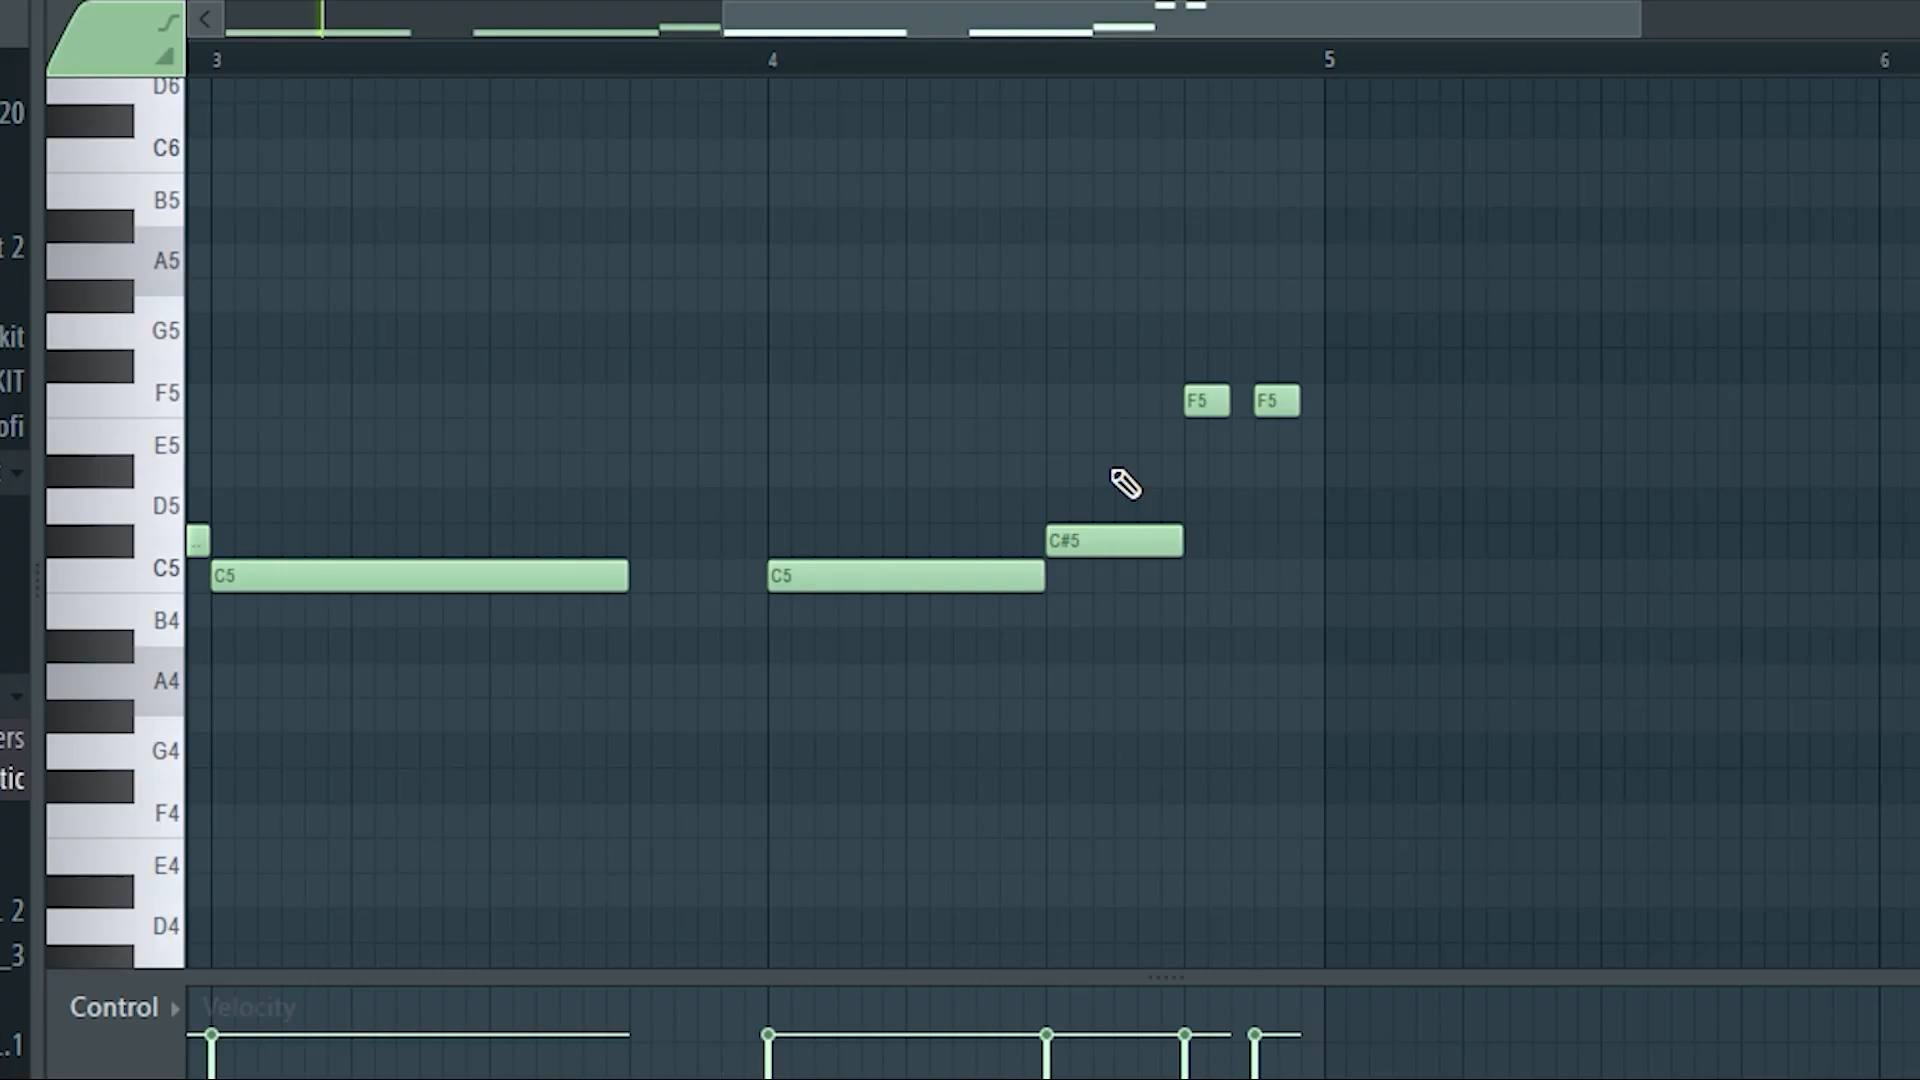 3 4 5 6
D6
20
C6
B5
t 2
A5
kit
G5
KIT
F5
F5 F5
ofi
E5
D5
..
C#5
C5
C5 C5
B4
A4
ers
G4
tic
F4
E4
2
D4
_3
Control Velocity
.1